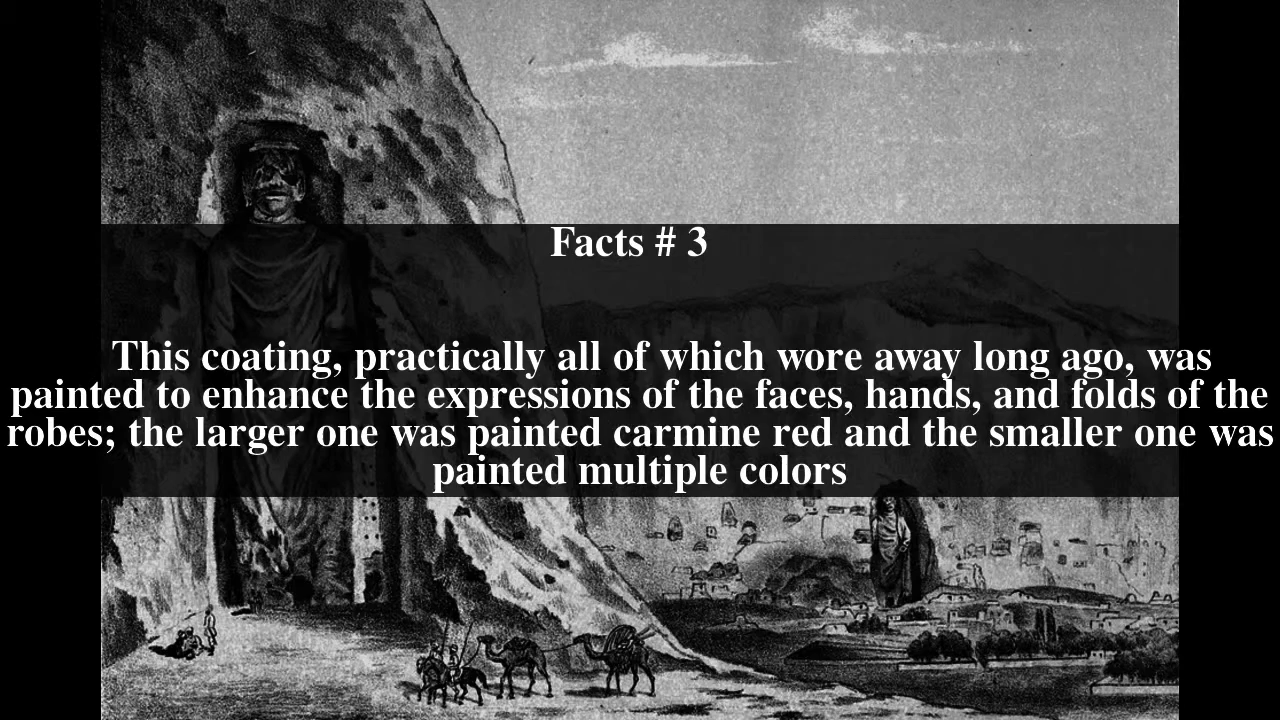 Facts # 3
This coating, practically all of which wore away long ago, was
painted to enhance the expressions of the faces, hands, and folds of the
robes; the larger one was painted carmine red and the smaller one was
painted multiple colors